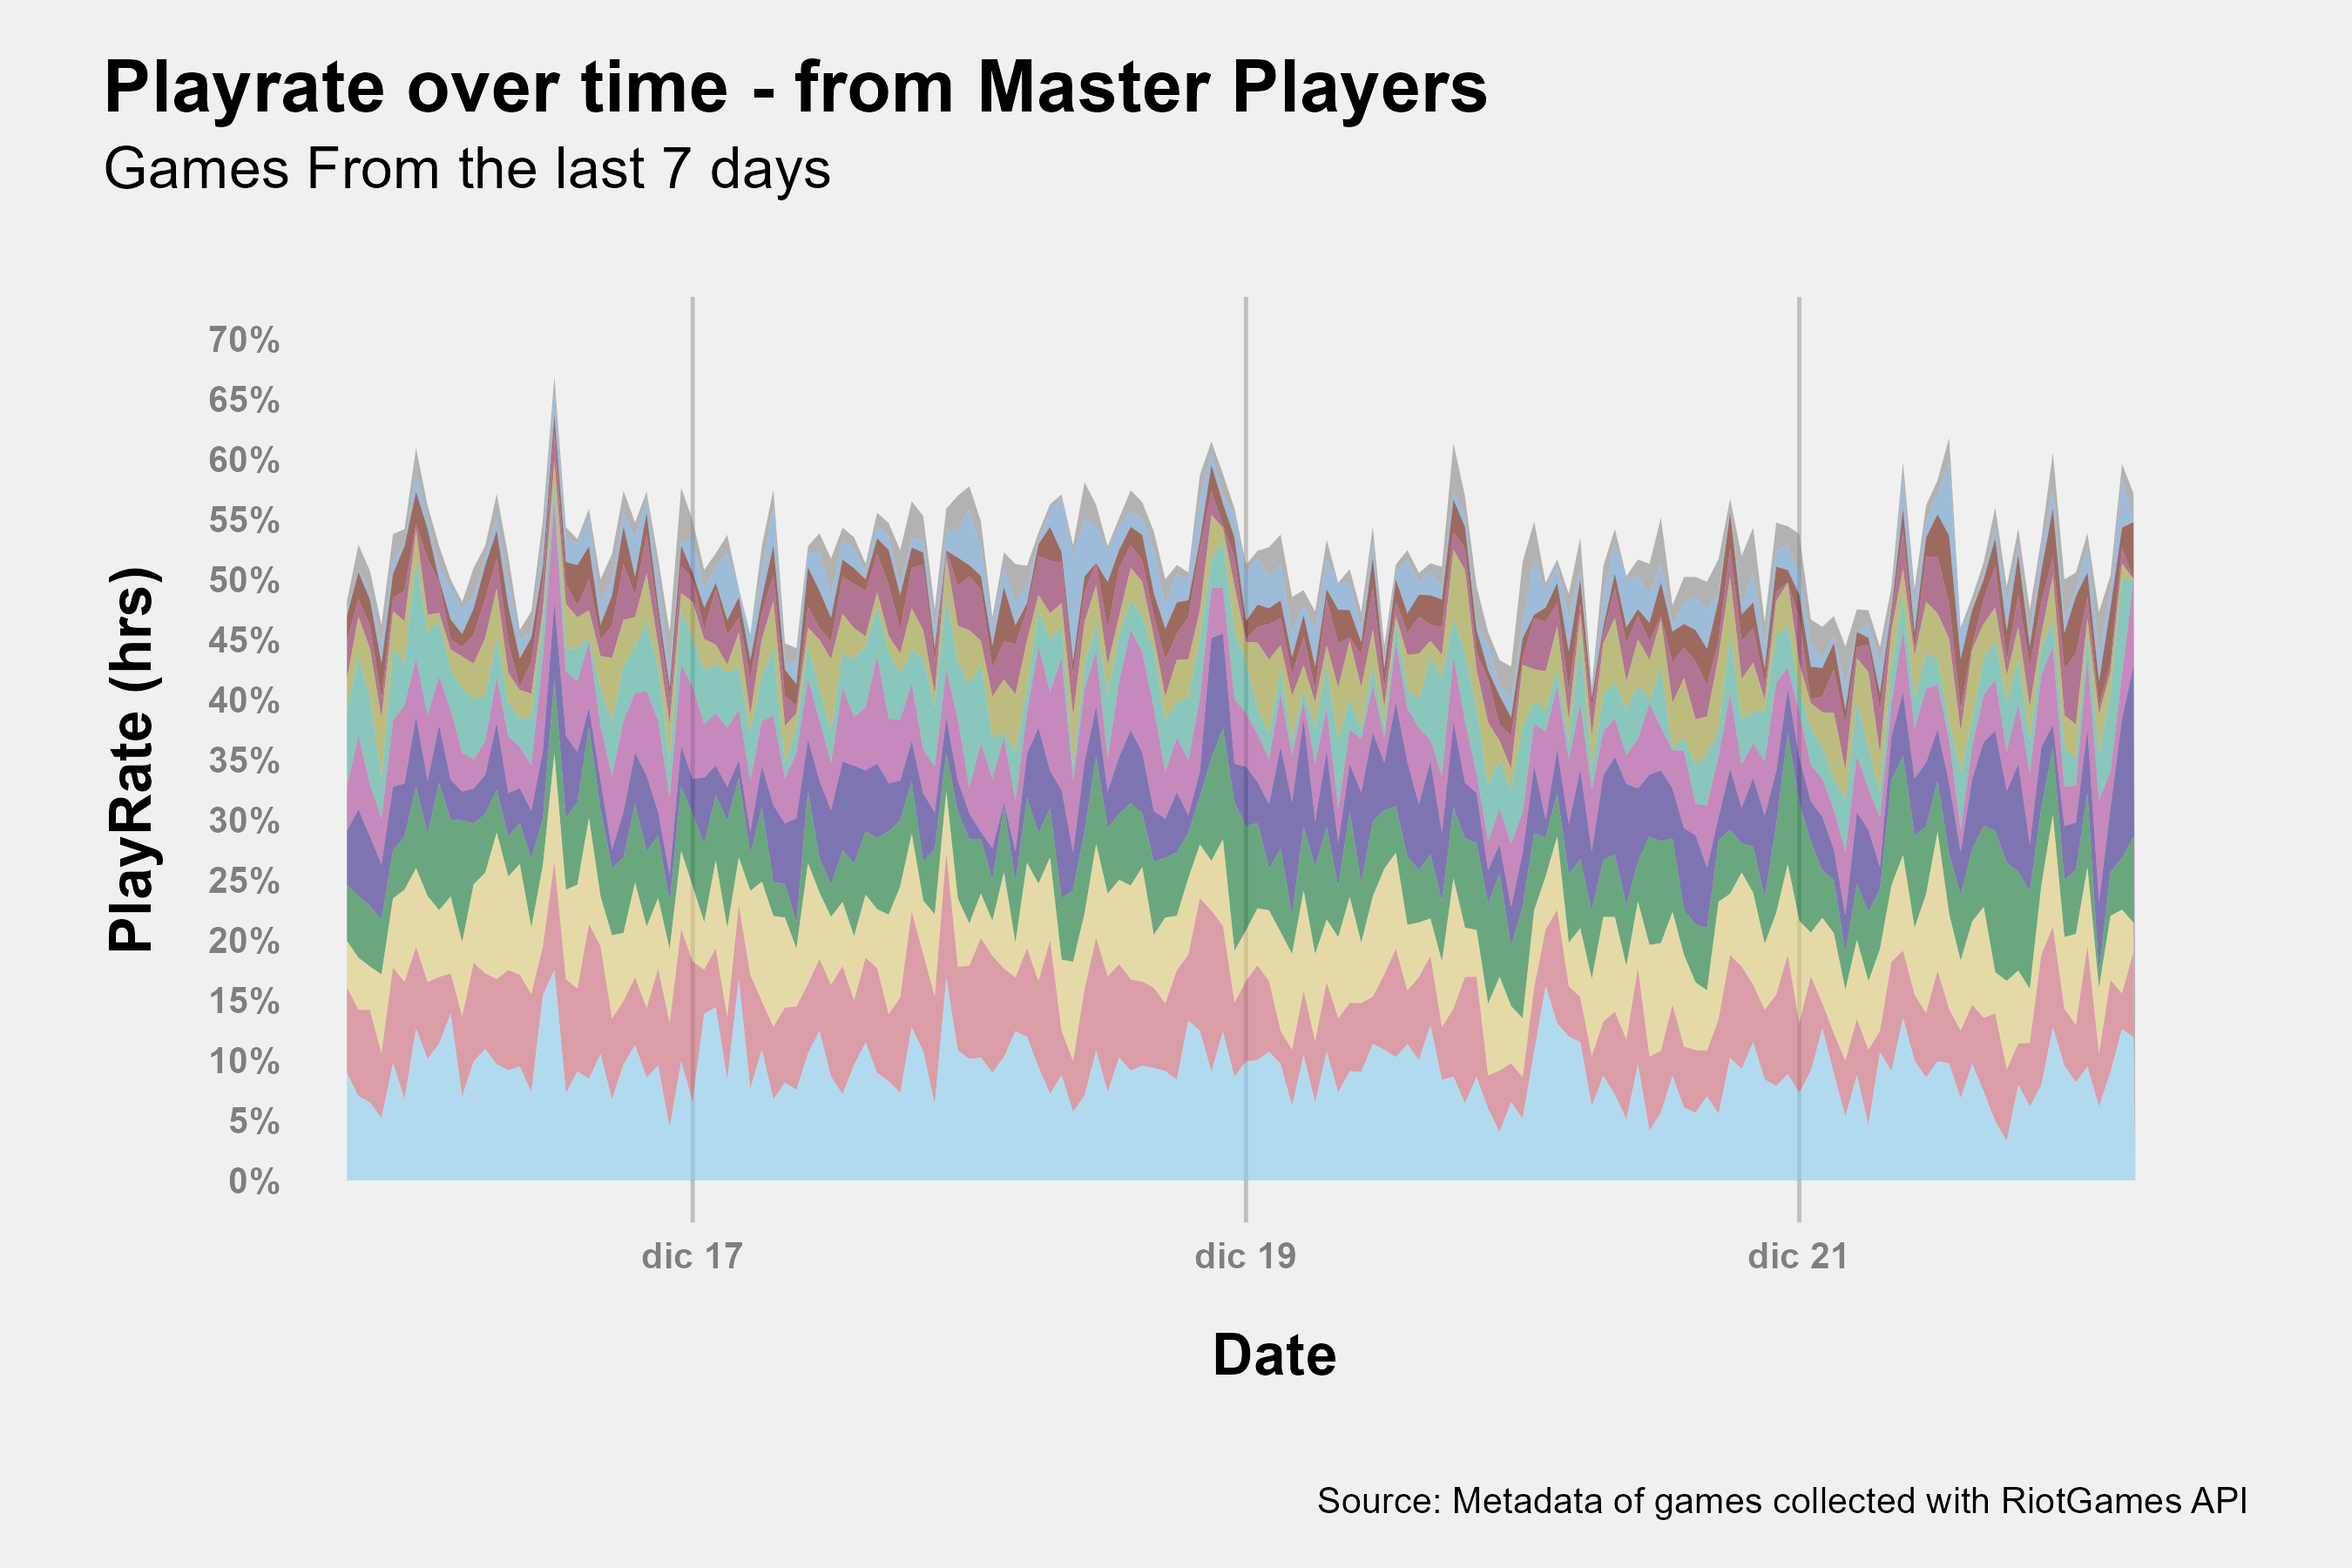 Playrate over time - from Master Players
Games From the last 7 days
PlayRate (hrs)
70%
65%
60%
55%
50%
45%
40%
35%
30%
25%
20%
15%
10%
5%
0%
dic 17
dic 19
dic 21
Date
Source: Metadata of games collected with RiotGames API